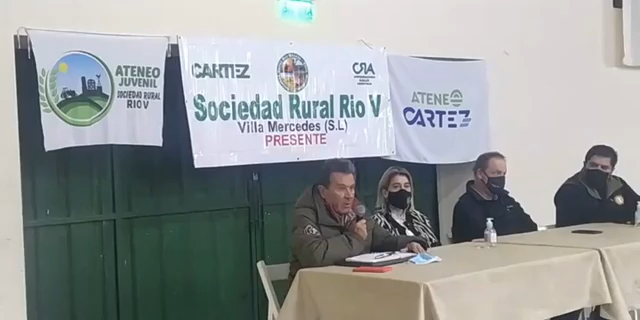 ATENEO
JUVENIL
SOCIEDAD RURAL
RIO V
CARTEZ
CRA
Sociedad Rural Rio V
Villa Mercedes (S.L)
PRESENTE
ATENEO
CARTEZ